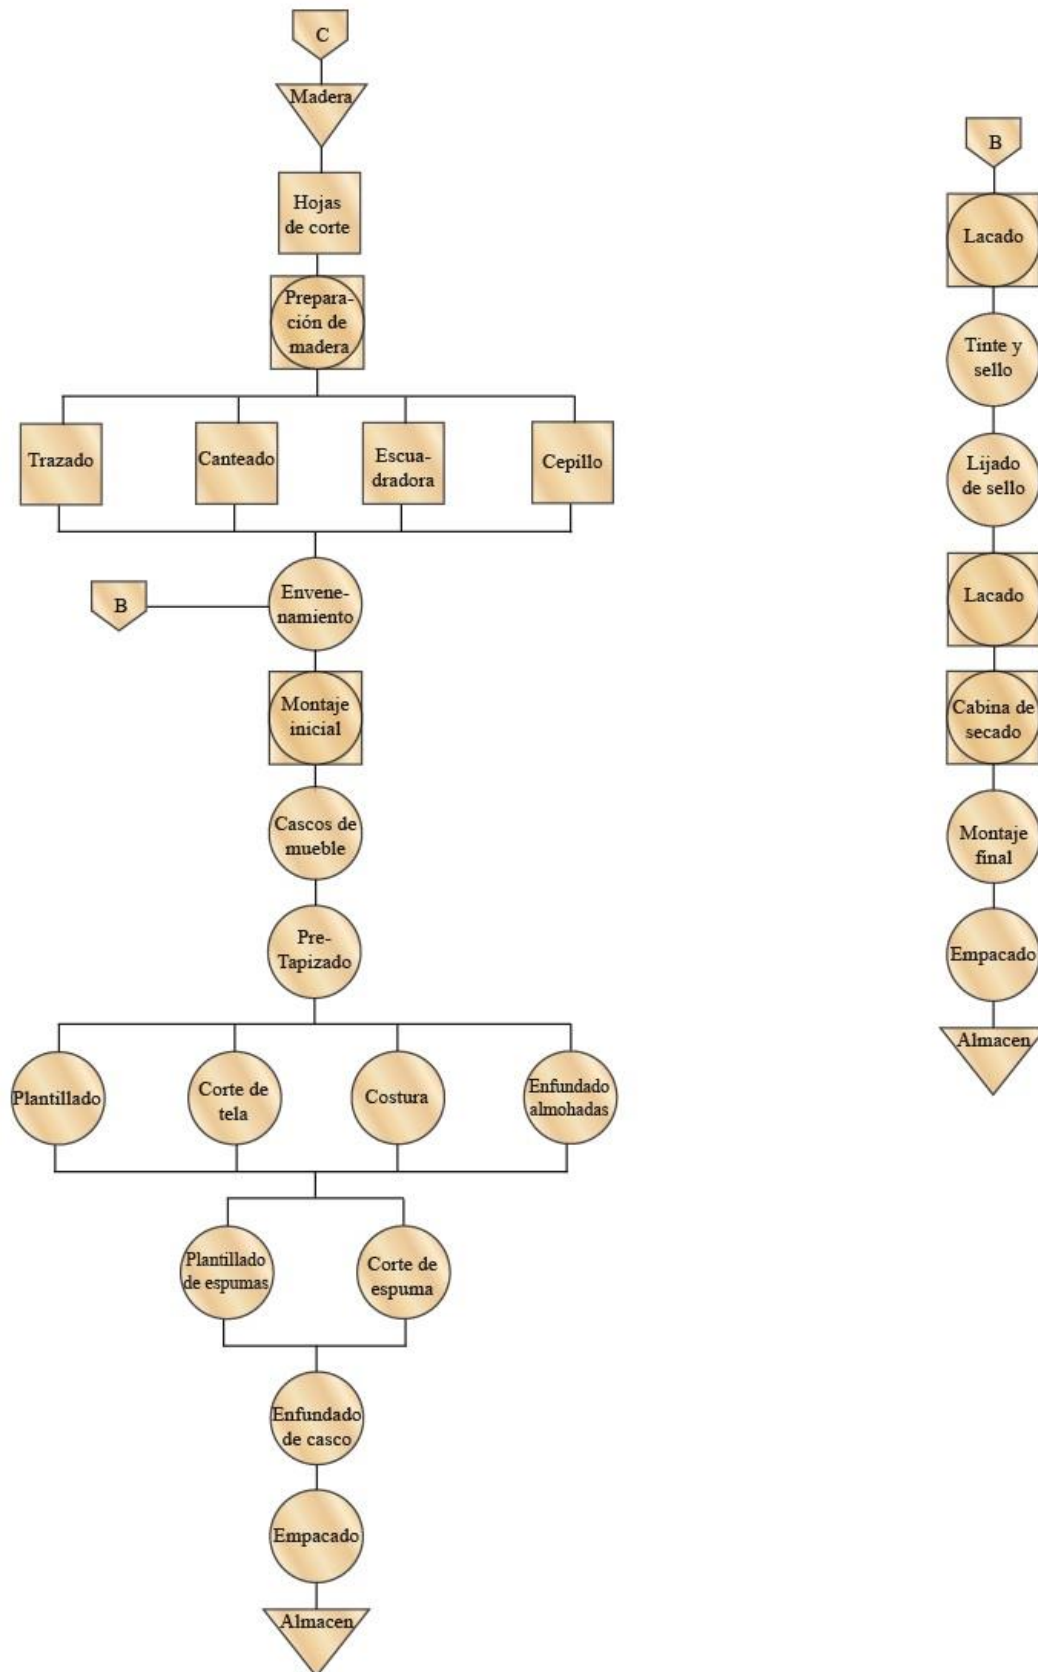 C
Madera
Hojas
de corte
Prepara-
ción de
madera
Trazado
Canteado
Escua-
dradora
Cepillo
B
Envene-
namiento
Montaje
inicial
Cascos de
mueble
Pre-
Tapizado
Plantillado
Corte de
tela
Costura
Enfundado
almohadas
Plantillado
de espumas
Corte de
espuma
Enfundado
de casco
Empacado
Almacen
B
Lacado
Tinte y
sello
Lijado
de sello
Lacado
Cabina de
secado
Montaje
final
Empacado
Almacen